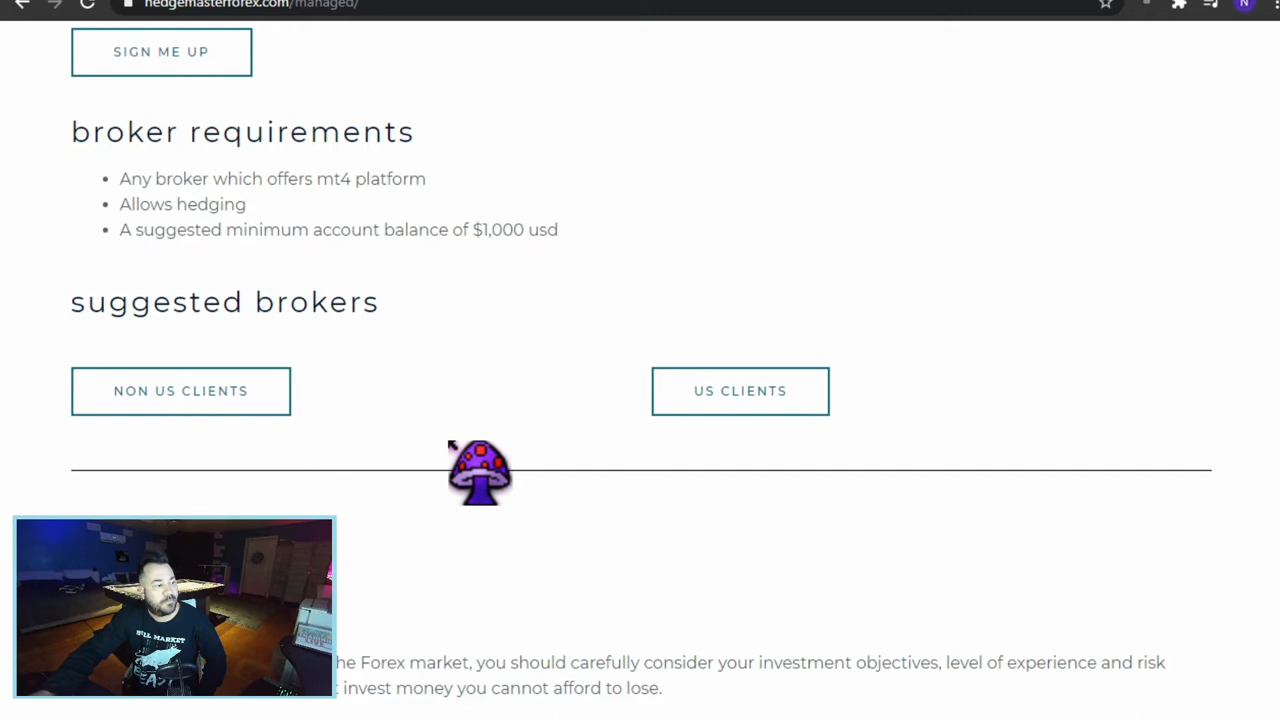 hedgemasterforex.com/managed/
N
SIGN ME UP
broker requirements
Any broker which offers mt4 platform
Allows hedging
A suggested minimum account balance of $1,000 usd
suggested brokers
NON US CLIENTS
US CLIENTS
MARKET
he Forex market, you should carefully consider your investment objectives, level of experience and risk
invest money you cannot afford to lose.